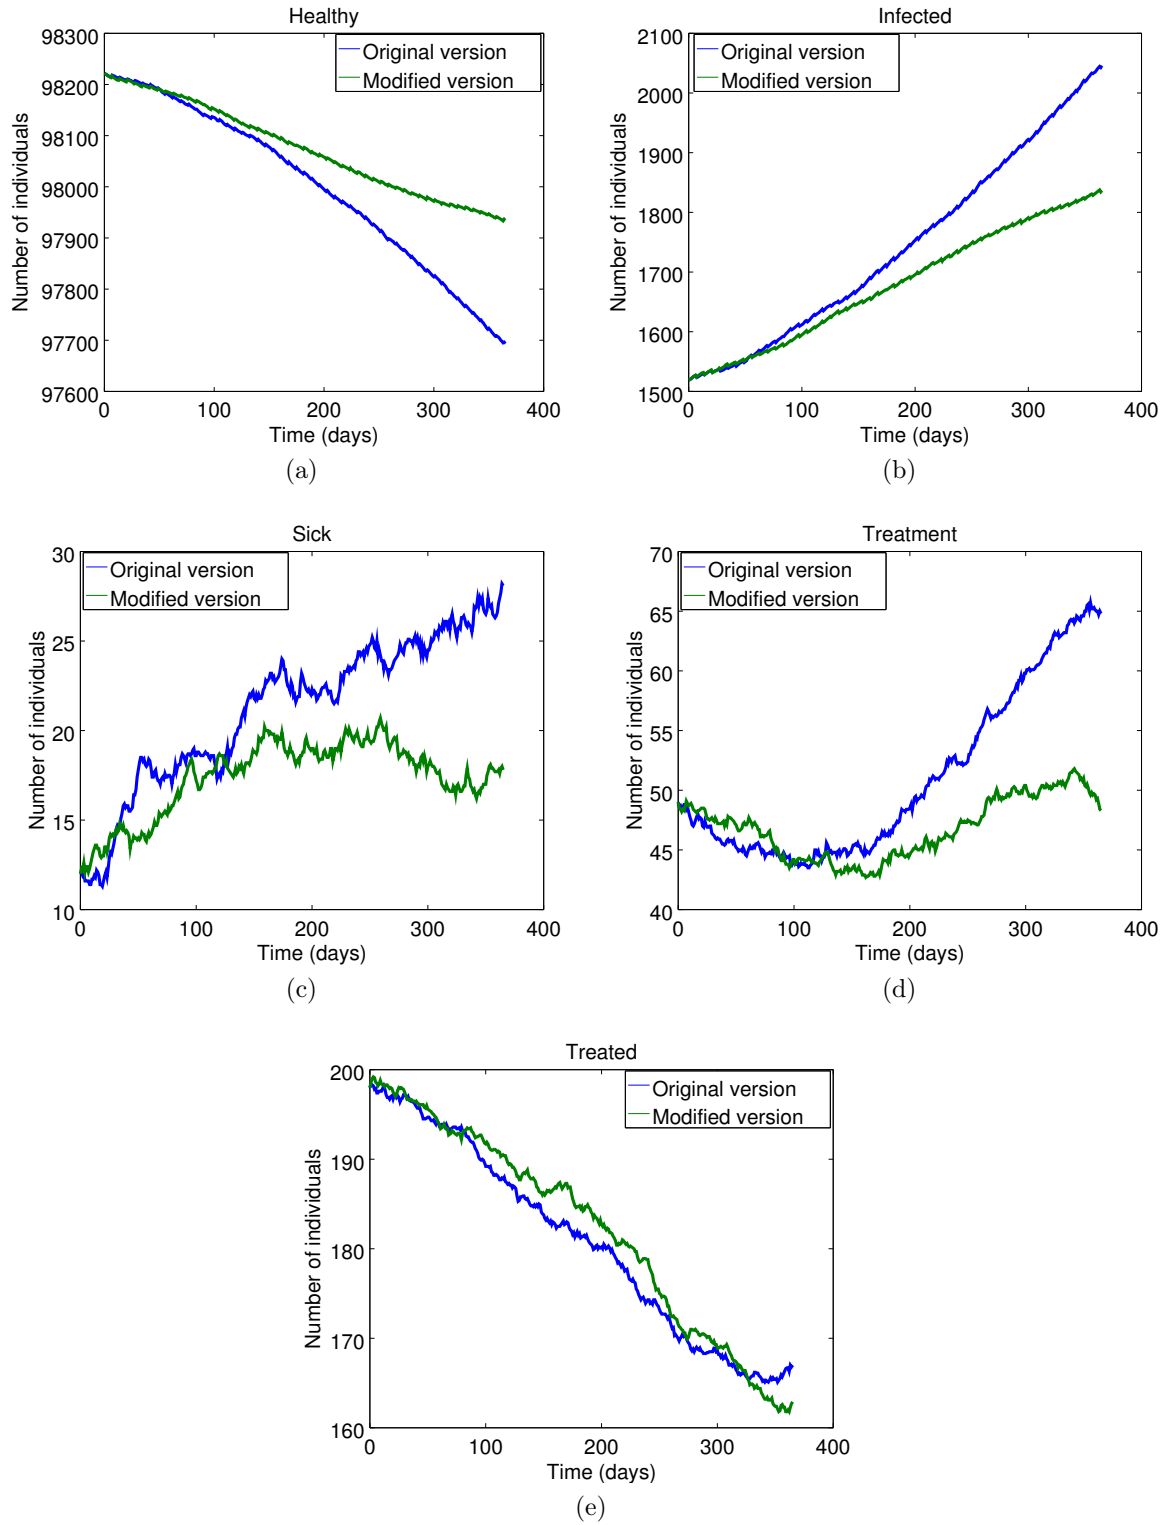 Healthy
98300
98200
98100
98000
97900
97800
97700
97600
0
100
200
300
400
Number of individuals
Time (days)
Original version
Modified version
(a)
Infected
2100
2000
1900
1800
1700
1600
1500
0
100
200
300
400
Number of individuals
Time (days)
Original version
Modified version
(b)
Sick
30
25
20
15
10
0
100
200
300
400
Number of individuals
Time (days)
Original version
Modified version
(c)
Treatment
70
65
60
55
50
45
40
0
100
200
300
400
Number of individuals
Time (days)
Original version
Modified version
(d)
Treated
200
190
180
170
160
0
100
200
300
400
Number of individuals
Time (days)
Original version
Modified version
(e)